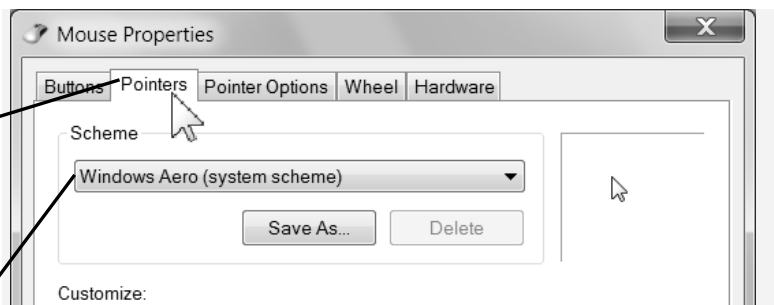 Mouse Properties
Buttons Pointers Pointer Options Wheel Hardware
Scheme
Windows Aero (system scheme)
Save As... Delete
Customize: